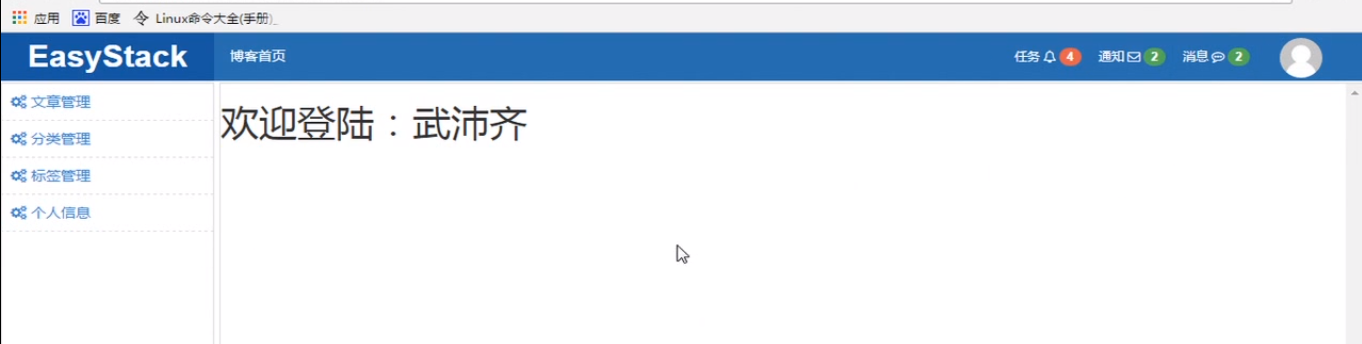 应用 百度 Linux命令大全(手册)_
EasyStack 博客首页 任务 4 通知 2 消息 2
文章管理
欢迎登陆：武沛齐
分类管理
标签管理
个人信息